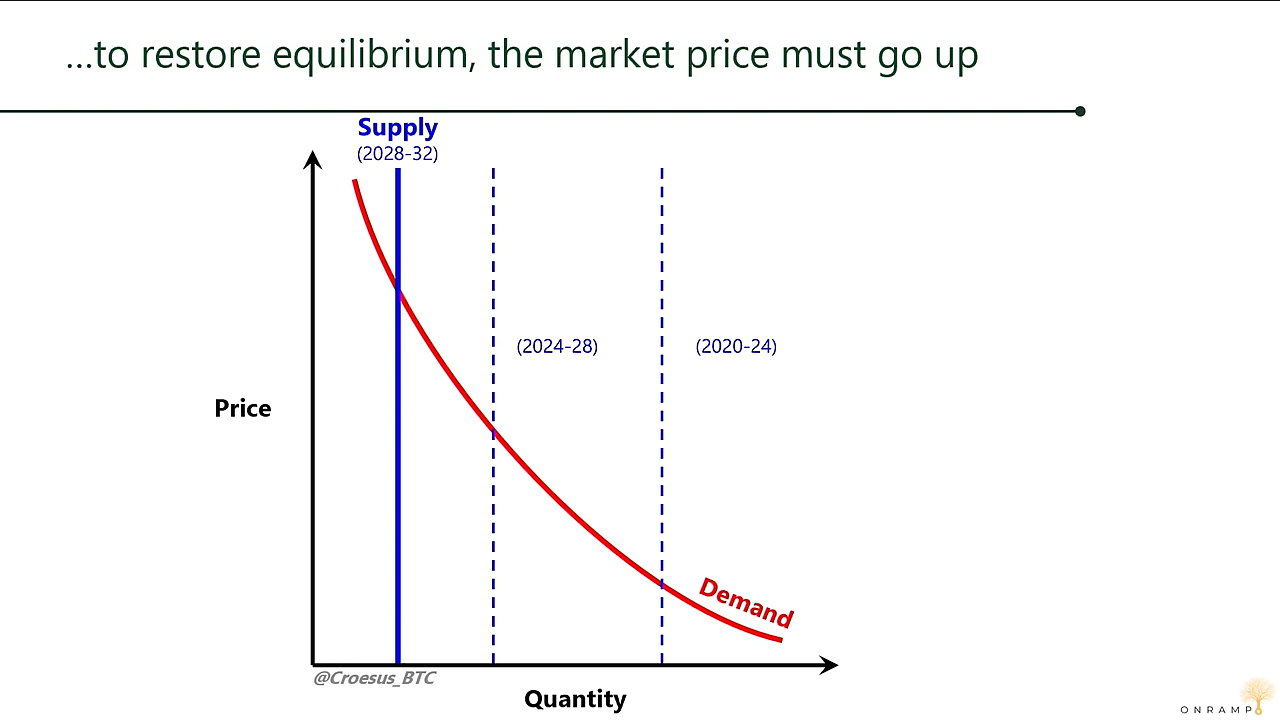 ...to restore equilibrium, the market price must go up
Supply
(2028-32)
(2024-28)
(2020-24)
Price
Demand
@Croesus_BTC
Quantity
ONRAMP